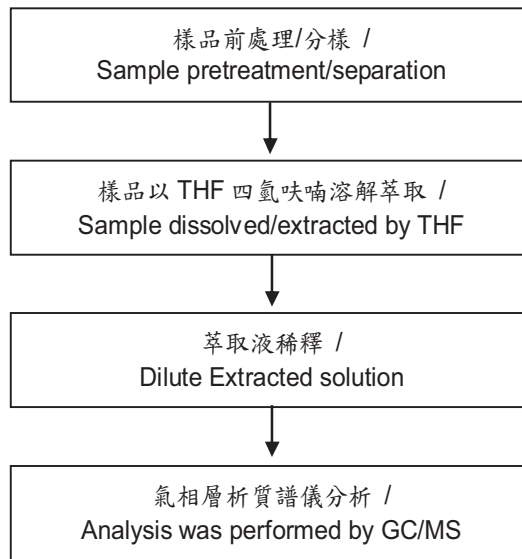 樣品前處理/分樣 /
Sample pretreatment/separation
樣品以 THF 四氫呋喃溶解萃取 /
Sample dissolved/extracted by THF
萃取液稀釋 /
Dilute Extracted solution
氣相層析質譜儀分析 /
Analysis was performed by GC/MS